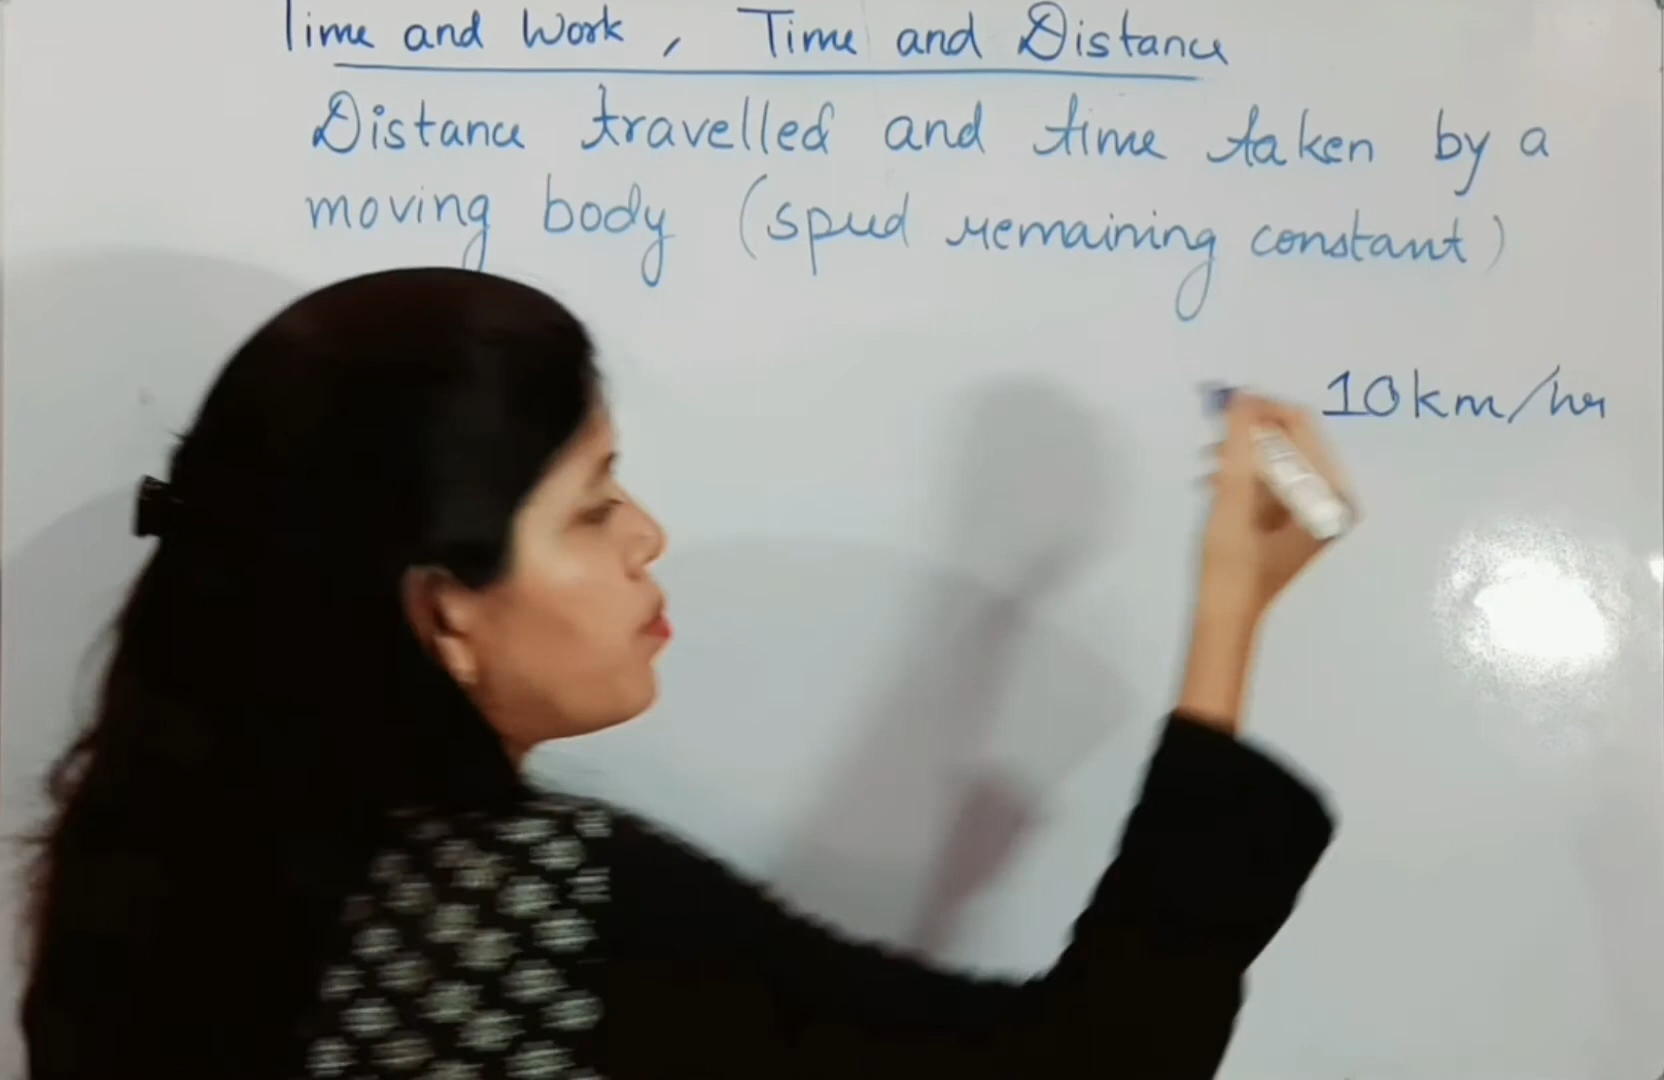 Time and Work, Time and Distance
Distance travelled and time taken by a
moving body (speed remaining constant)
10km/hr